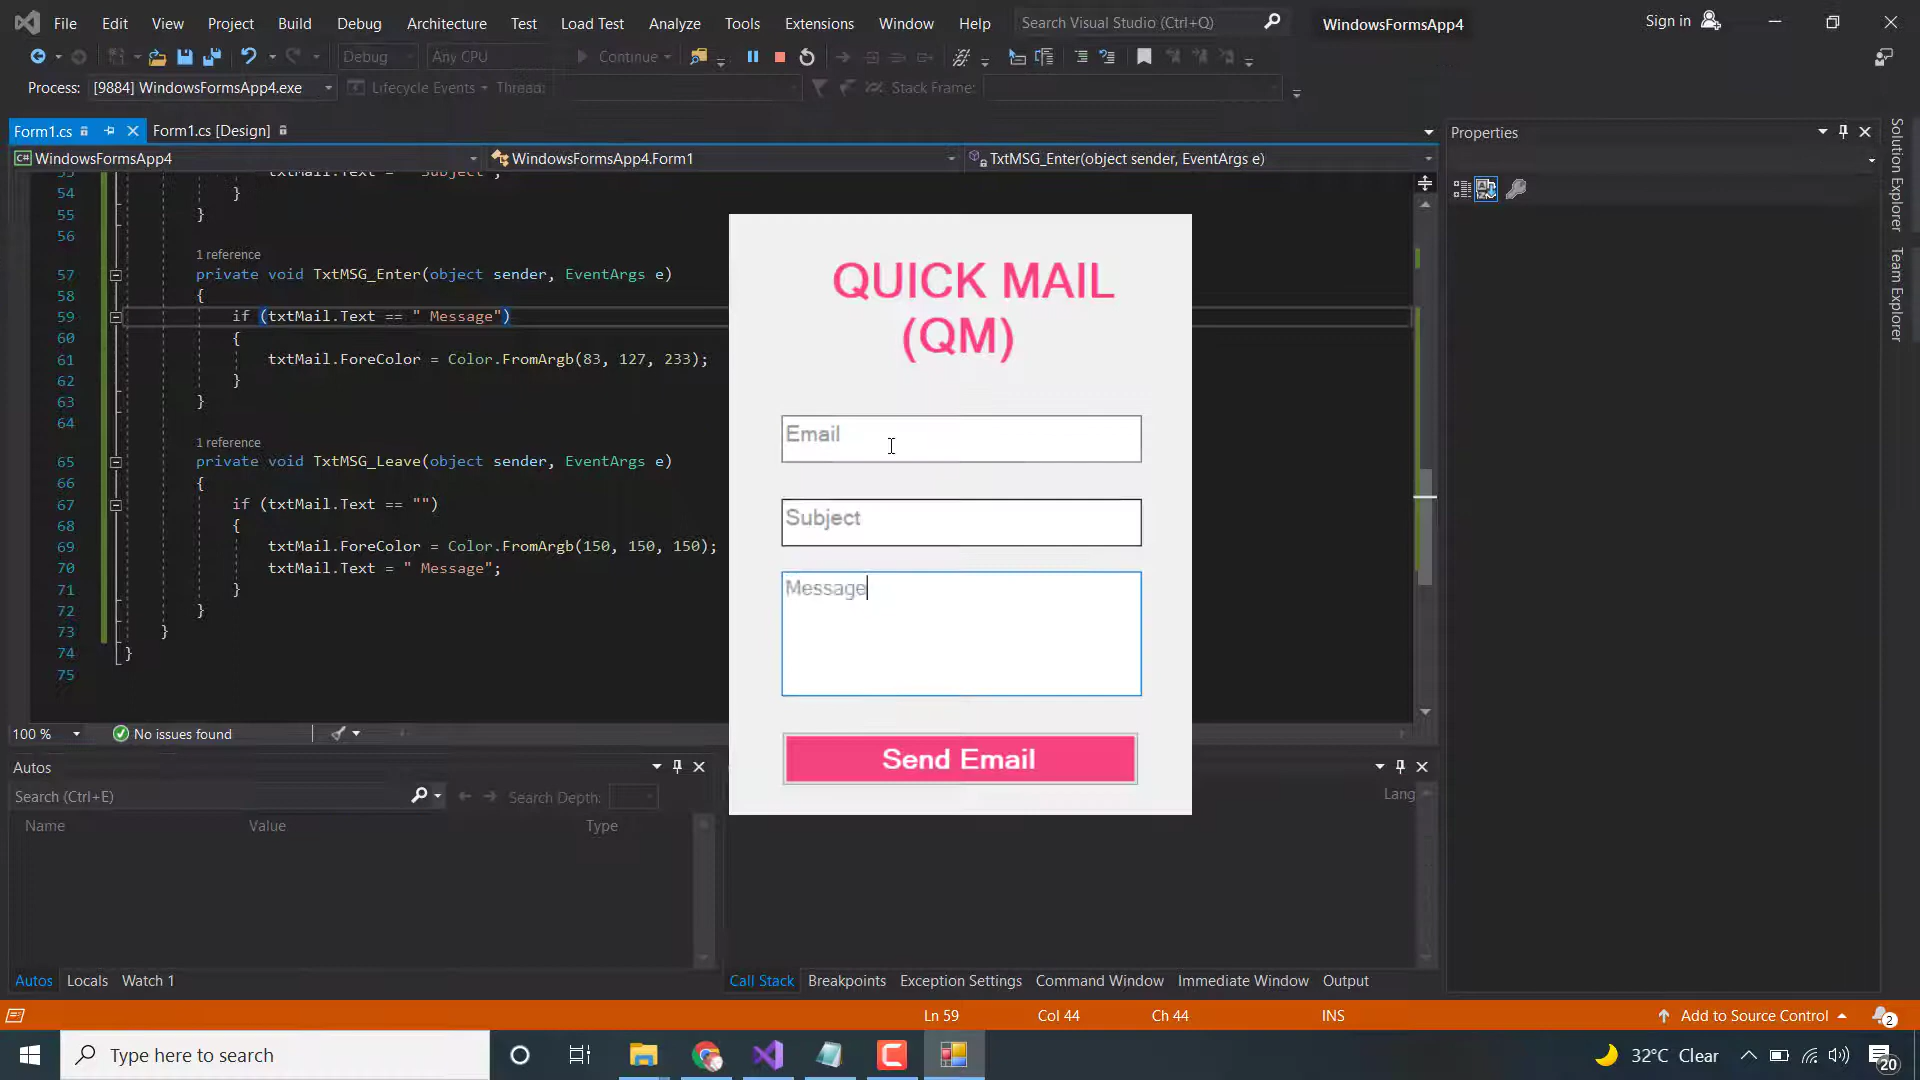 File Edit View Project Build Debug Architecture Test Load Test Analyze Tools Extensions Window Help Search Visual Studio (Ctrl+Q) WindowsFormsApp4 Sign in
Debug Any CPU Continue
Process: [9884] WindowsFormsApp4.exe Lifecycle Events Thread: Stack Frame:
Form1.cs Form1.cs [Design] Properties
C# WindowsFormsApp4 WindowsFormsApp4.Form1 TxtMSG_Enter(object sender, EventArgs e)
Solution Explorer
Team Explorer
53 txtMail.Text = "Subject";
54 }
55 }
56
1 reference
57 private void TxtMSG_Enter(object sender, EventArgs e)
58 {
59 if (txtMail.Text == " Message")
60 {
61 txtMail.ForeColor = Color.FromArgb(83, 127, 233);
62 }
63 }
64
1 reference
65 private void TxtMSG_Leave(object sender, EventArgs e)
66 {
67 if (txtMail.Text == "")
68 {
69 txtMail.ForeColor = Color.FromArgb(150, 150, 150);
70 txtMail.Text = " Message";
71 }
72 }
73 }
74 }
75
QUICK MAIL
(QM)
Email
Subject
Message
Send Email
100 % No issues found
Autos
Search (Ctrl+E) Search Depth:
Name Value Type
Lang
Autos Locals Watch 1
Call Stack Breakpoints Exception Settings Command Window Immediate Window Output
Ln 59 Col 44 Ch 44 INS Add to Source Control 2
Type here to search
32°C Clear 20